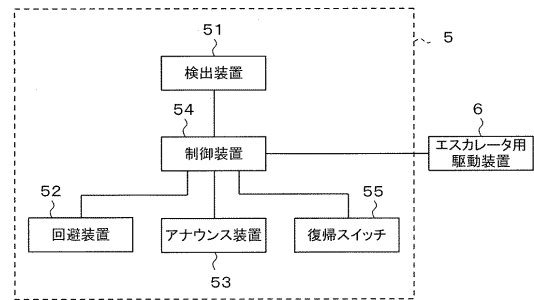 51
5
検出装置
54
6
制御装置
エスカレータ用
駆動装置
52
55
回避装置
アナウンス装置
復帰スイッチ
53